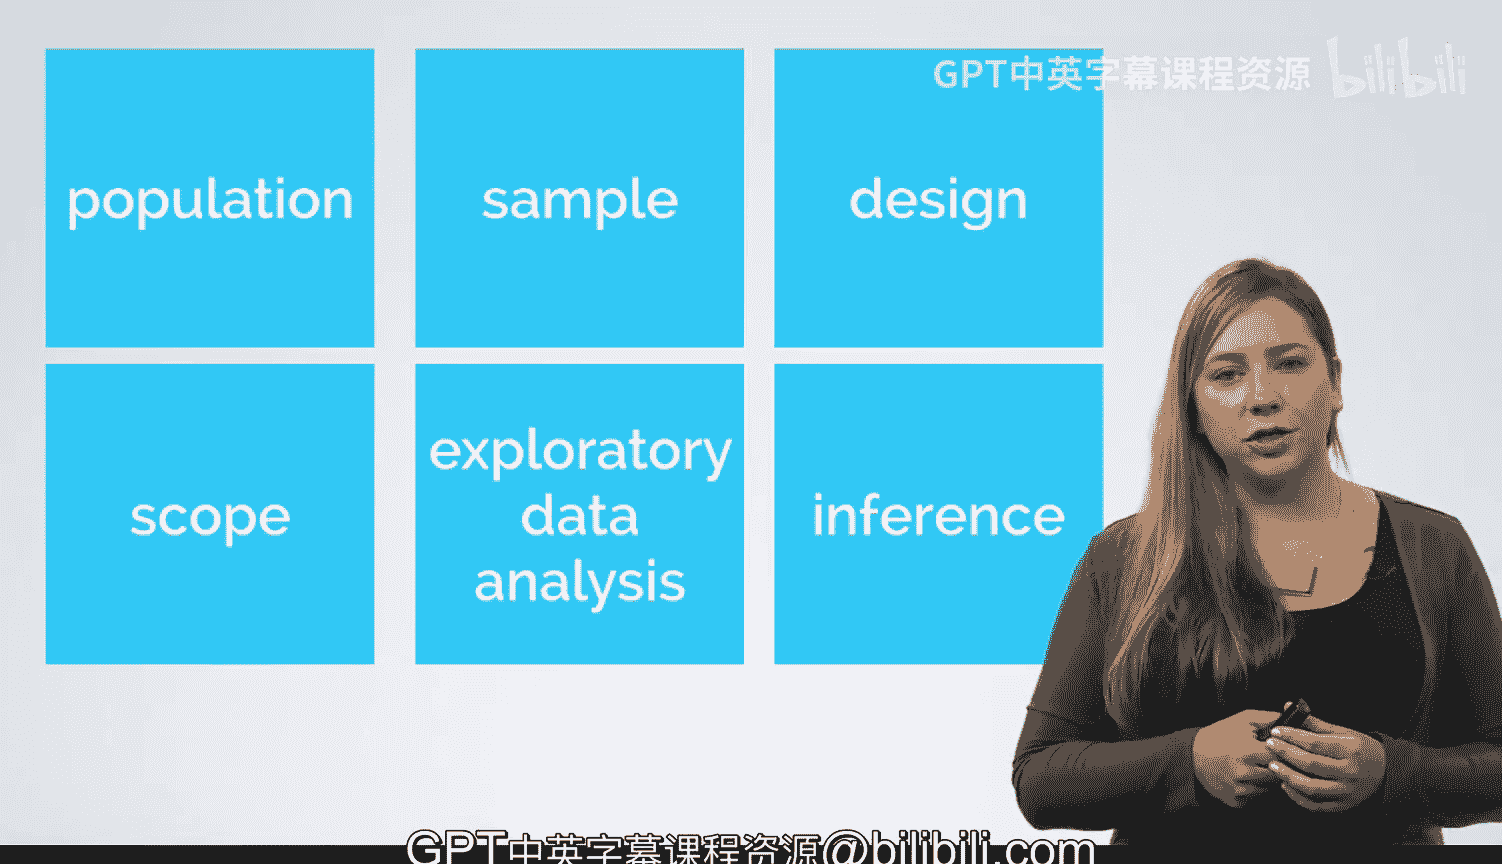 GPT中英字幕课程资源 bilibili
population
sample
design
scope
exploratory
data
analysis
inference
GPT中英字幕课程资源@bilibili.com